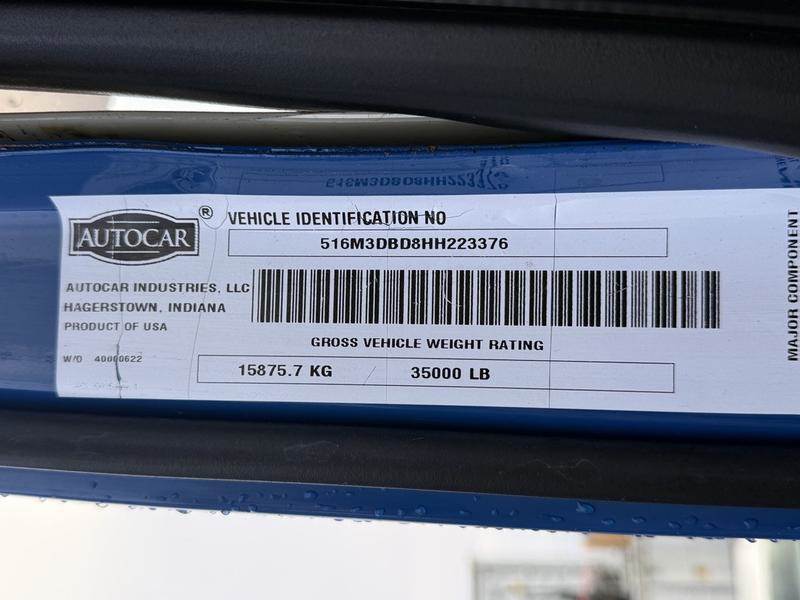 AUTOCAR ®
VEHICLE IDENTIFICATION NO
516M3DBD8HH223376
AUTOCAR INDUSTRIES, LLC
HAGERSTOWN, INDIANA
PRODUCT OF USA
W/O 40000622
GROSS VEHICLE WEIGHT RATING
15875.7 KG 35000 LB
MAJOR COMPONENT